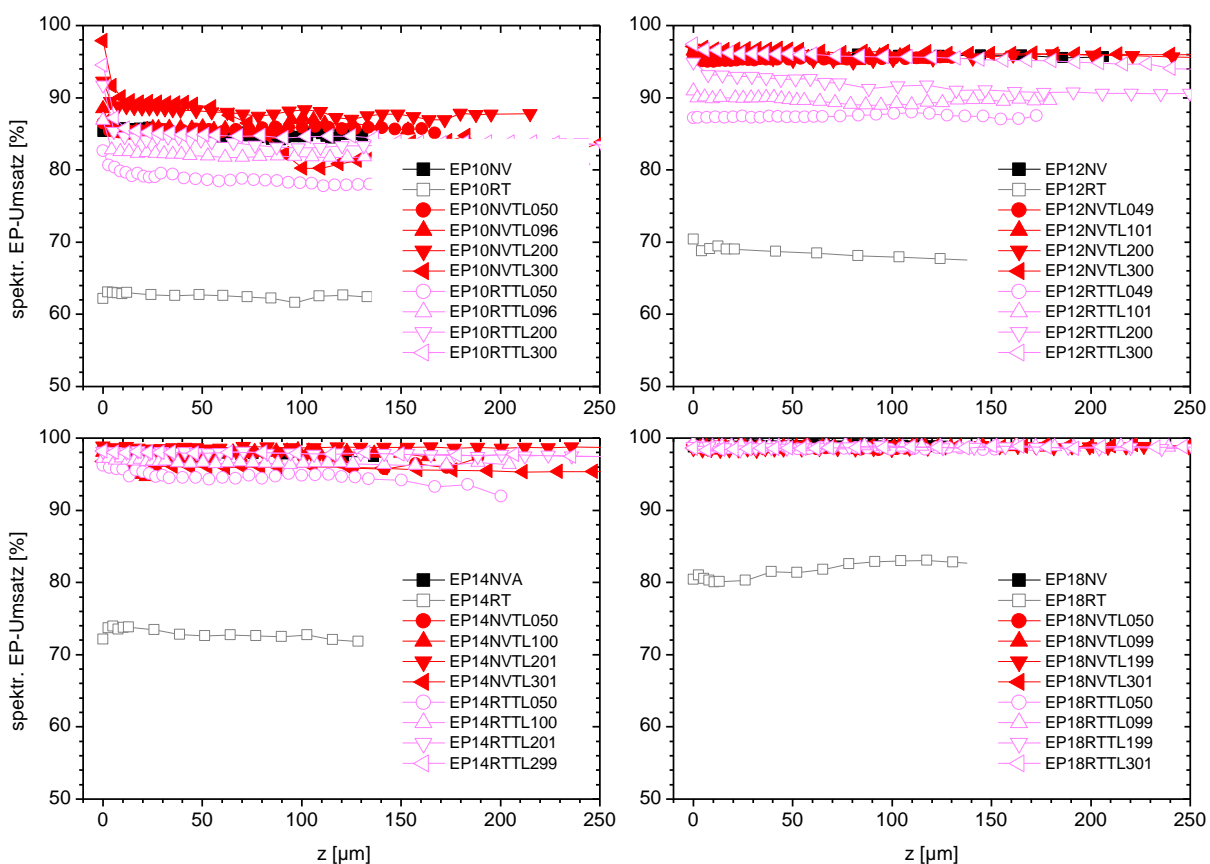 spektr. EP-Umsatz [%]
100
90
80
70
60
50
0
50
100
150
200
250
EP10NV
EP10RT
EP10NVTL050
EP10NVTL096
EP10NVTL200
EP10NVTL300
EP10RTTL050
EP10RTTL096
EP10RTTL200
EP10RTTL300
100
90
80
70
60
50
0
50
100
150
200
250
EP12NV
EP12RT
EP12NVTL049
EP12NVTL101
EP12NVTL200
EP12NVTL300
EP12RTTL049
EP12RTTL101
EP12RTTL200
EP12RTTL300
spektr. EP-Umsatz [%]
100
90
80
70
60
50
0
50
100
150
200
250
z [µm]
EP14NVA
EP14RT
EP14NVTL050
EP14NVTL100
EP14NVTL201
EP14NVTL301
EP14RTTL050
EP14RTTL100
EP14RTTL201
EP14RTTL299
100
90
80
70
60
50
0
50
100
150
200
250
z [µm]
EP18NV
EP18RT
EP18NVTL050
EP18NVTL099
EP18NVTL199
EP18NVTL301
EP18RTTL050
EP18RTTL099
EP18RTTL199
EP18RTTL301